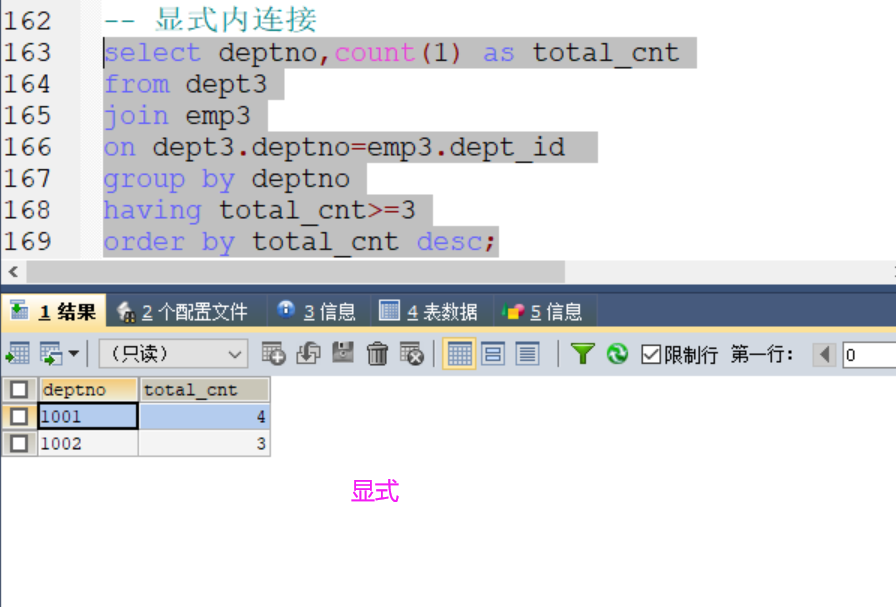 162 -- 显式内连接
163 select deptno,count(1) as total_cnt
164 from dept3
165 join emp3
166 on dept3.deptno=emp3.dept_id
167 group by deptno
168 having total_cnt>=3
169 order by total_cnt desc;
1 结果 2 个配置文件 3 信息 4 表数据 5 信息
（只读） 限制行 第一行： 0
deptno total_cnt
1001 4
1002 3
显式